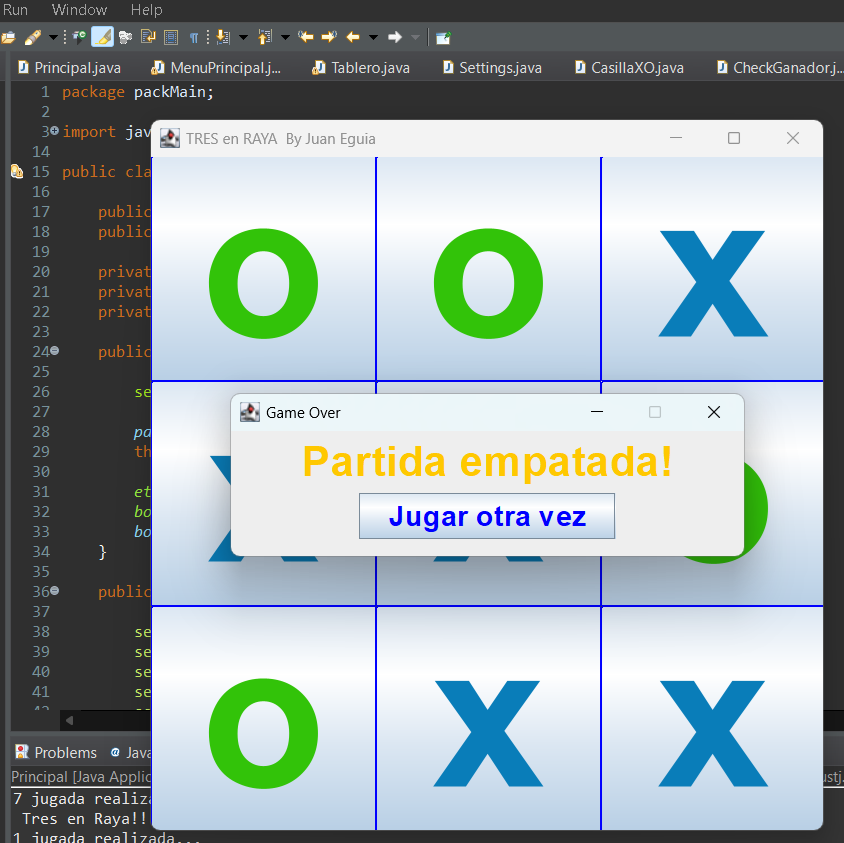 Run Window Help
Principal.java MenuPrincipal.j... Tablero.java Settings.java CasillaXO.java CheckGanador.j...
1 package packMain;
2
3 import jav
14
15 public cla
16
17 public
18 public
19
20 privat
21 privat
22 privat
23
24 public
25
26 se
27
28 pa
29 th
30
31 et
32 bo
33 bo
34 }
35
36 public
37
38 se
39 se
40 se
41 se
TRES en RAYA By Juan Eguia
O O X
Game Over
Partida empatada!
Jugar otra vez
X X O
O X X
Problems Java
Principal [Java Applic
7 jugada realiza
Tres en Raya!!
1 jugada realizada...